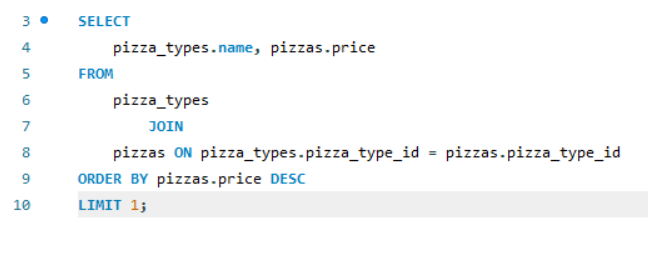 3 SELECT
4 pizza_types.name, pizzas.price
5 FROM
6 pizza_types
7 JOIN
8 pizzas ON pizza_types.pizza_type_id = pizzas.pizza_type_id
9 ORDER BY pizzas.price DESC
10 LIMIT 1;